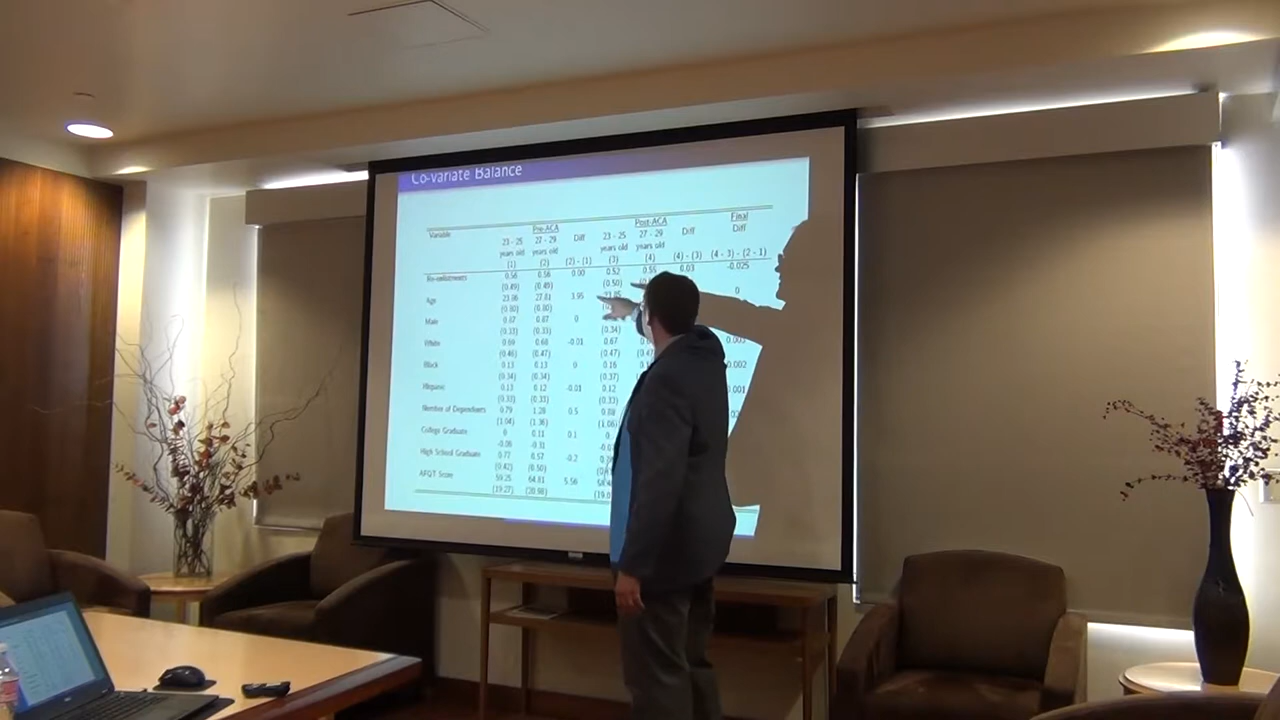 Co-variate Balance
Variable Pre-ACA Post-ACA Final
23 - 25 27 - 29 Diff 23 - 25 27 - 29 Diff Diff
years old years old years old years old
(1) (2) (2) - (1) (3) (4) (4) - (3) (4 - 3) - (2 - 1)
Re-enlistments 0.56 0.56 0.00 0.52 0.55 0.03 -0.025
(0.49) (0.49) (0.50)
Age 23.86 27.81 3.95 0
(0.80) (0.80)
Male 0.87 0.87 0
(0.33) (0.33) (0.34)
White 0.69 0.68 -0.01 0.67
(0.46) (0.47) (0.47)
Black 0.13 0.13 0 0.16 0.002
(0.34) (0.34) (0.37)
Hispanic 0.13 0.12 -0.01 0.12 0.001
(0.33) (0.33) (0.33)
Number of Dependents 0.79 1.28 0.5 0.80
(1.04) (1.36) (1.06)
College Graduate 0 0.11 0.1 0
-0.06 -0.31
High School Graduate 0.77 0.57 -0.2
(0.42) (0.50)
AFQT Score 59.25 64.81 5.56
(19.27) (20.98)